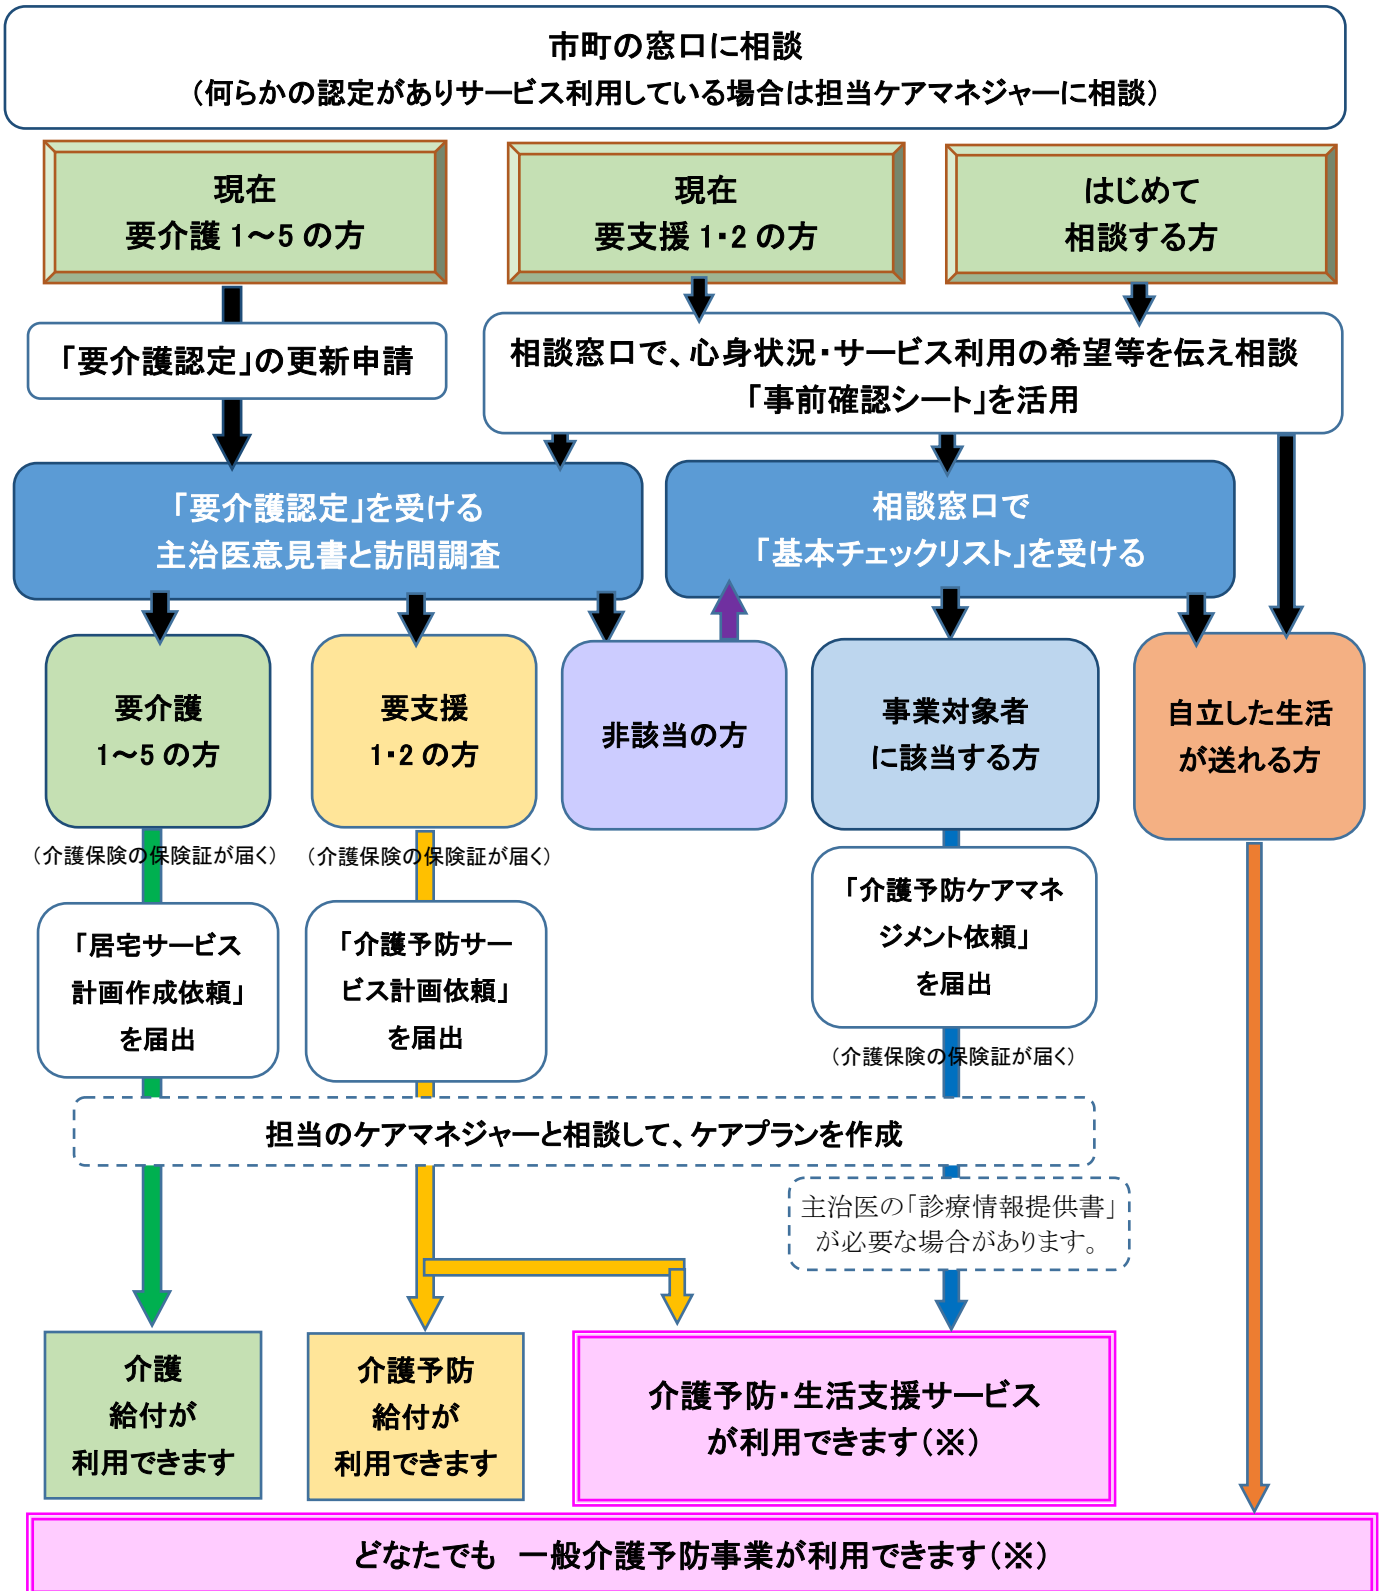 市町の窓口に相談
（何らかの認定がありサービス利用している場合は担当ケアマネジャーに相談）
現在
要介護１～５の方
現在
要支援１・２の方
はじめて
相談する方
「要介護認定」の更新申請
相談窓口で、心身状況・サービス利用の希望等を伝え相談
「事前確認シート」を活用
「要介護認定」を受ける
主治医意見書と訪問調査
相談窓口で
「基本チェックリスト」を受ける
要介護
１～５の方
要支援
１・２の方
非該当の方
事業対象者
に該当する方
自立した生活
が送れる方
（介護保険の保険証が届く）
（介護保険の保険証が届く）
「居宅サービス
計画作成依頼」
を届出
「介護予防サー
ビス計画依頼」
を届出
「介護予防ケアマネ
ジメント依頼」
を届出
（介護保険の保険証が届く）
担当のケアマネジャーと相談して、ケアプランを作成
主治医の「診療情報提供書」
が必要な場合があります。
介護
給付が
利用できます
介護予防
給付が
利用できます
介護予防・生活支援サービス
が利用できます（※）
どなたでも　一般介護予防事業が利用できます（※）